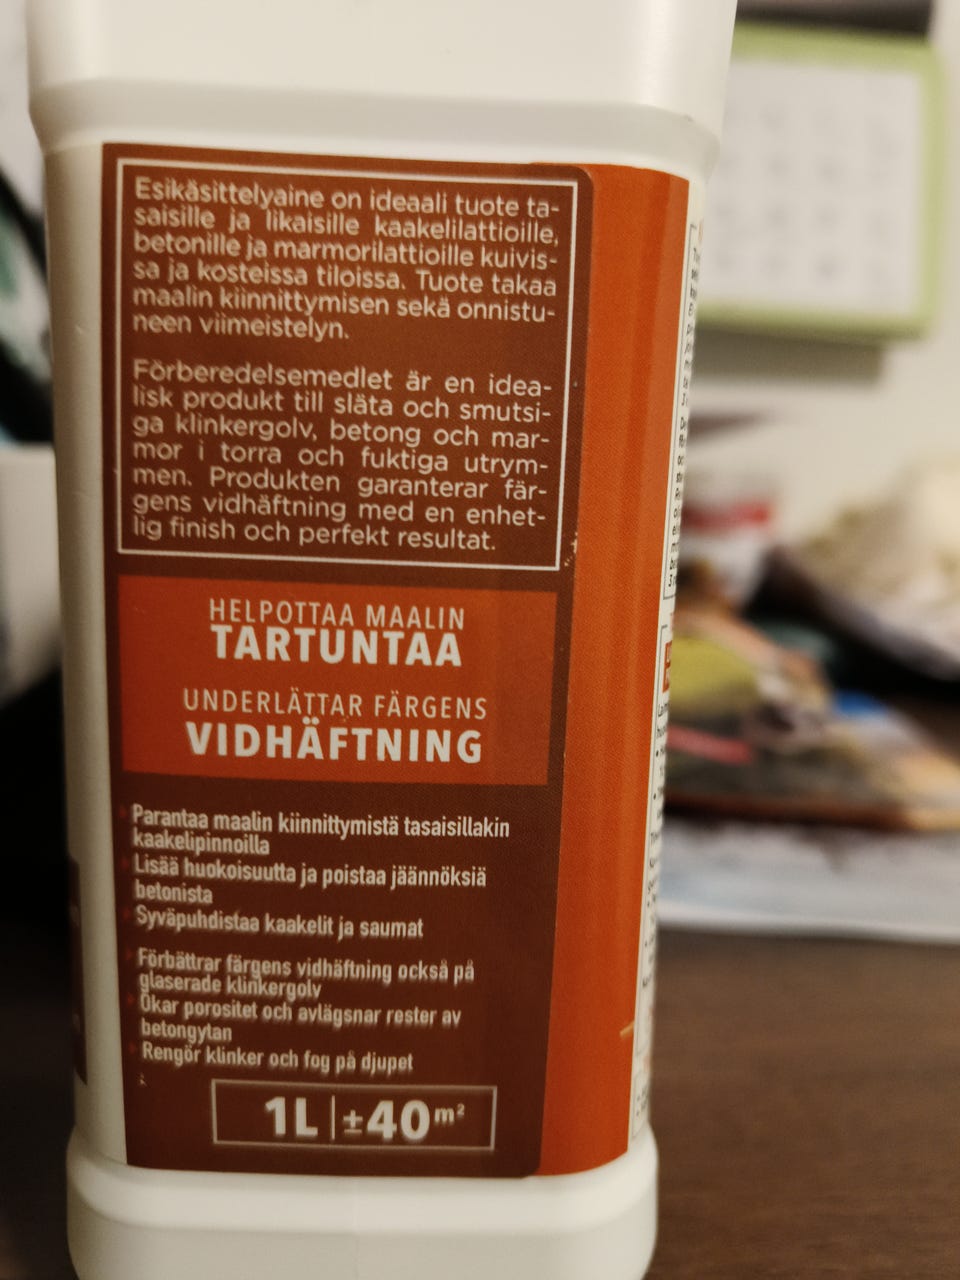 Esikäsittelyaine on ideaali tuote ta-
saisille ja likaisille kaakelilattioille,
betonille ja marmorilattioille kuivis-
sa ja kosteissa tiloissa. Tuote takaa
maalin kiinnittymisen sekä onnistu-
neen viimeistelyn.
Förberedelsemedlet är en idea-
lisk produkt till släta och smutsi-
ga klinkergolv, betong och mar-
mor i torra och fuktiga utrym-
men. Produkten garanterar fär-
gens vidhäftning med en enhet-
lig finish och perfekt resultat.
HELPOTTAA MAALIN
TARTUNTAA
UNDERLÄTTAR FÄRGENS
VIDHÄFTNING
Parantaa maalin kiinnittymistä tasaisillakin
kaakelipinnoilla
Lisää huokoisuutta ja poistaa jäännöksiä
betonista
Syväpuhdistaa kaakelit ja saumat
Förbättrar färgens vidhäftning också på
glaserade klinkergolv
Ökar porositet och avlägsnar rester av
betongytan
Rengör klinker och fog på djupet
1L ±40 m²